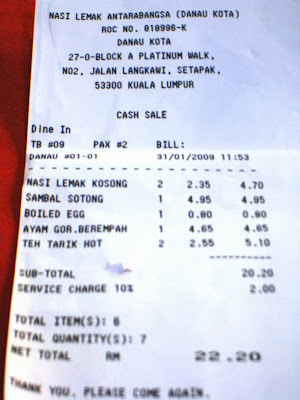 NASI LEMAK ANTARABANGSA (DANAU KOTA)
ROC NO. 818996-K
DANAU KOTA
27-0-BLOCK A PLATINUM WALK,
NO2, JALAN LANGKAWI, SETAPAK,
53300 KUALA LUMPUR
CASH SALE
Dine In
TB #09 PAX #2 BILL:
DANAU #01-01 31/01/2009 11:53
NASI LEMAK KOSONG 2 2.35 4.70
SAMBAL SOTONG 1 4.95 4.95
BOILED EGG 1 0.80 0.80
AYAM GOR.BEREMPAH 1 4.65 4.65
TEH TARIK HOT 2 2.55 5.10
SUB-TOTAL 20.20
SERVICE CHARGE 10% 2.00
TOTAL ITEM(S): 6
TOTAL QUANTITY(S): 7
NET TOTAL RM 22.20
THANK YOU, PLEASE COME AGAIN.